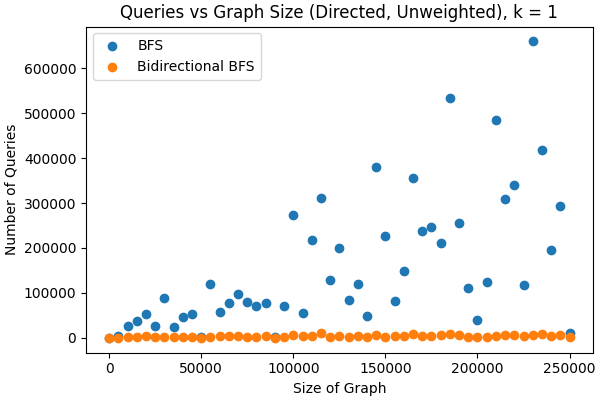 Queries vs Graph Size (Directed, Unweighted), k = 1
BFS
Bidirectional BFS
Number of Queries
600000
500000
400000
300000
200000
100000
0
0 50000 100000 150000 200000 250000
Size of Graph